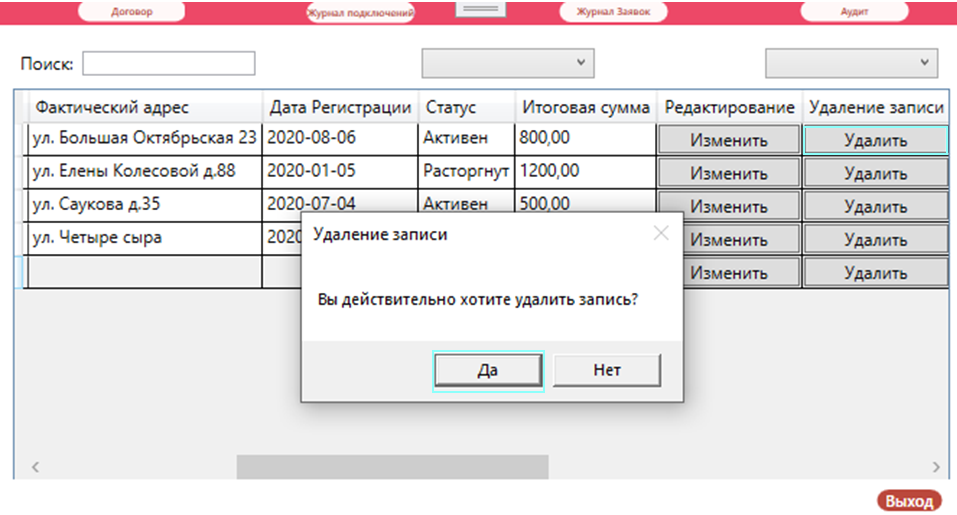 Договор Журнал подключений Журнал Заявок Аудит
Поиск:
Фактический адрес Дата Регистрации Статус Итоговая сумма Редактирование Удаление записи
ул. Большая Октябрьская 23 2020-08-06 Активен 800,00 Изменить Удалить
ул. Елены Колесовой д.88 2020-01-05 Расторгнут 1200,00 Изменить Удалить
ул. Саукова д.35 2020-07-04 Активен 500,00 Изменить Удалить
ул. Четыре сыра 2020 Изменить Удалить
Изменить Удалить
Удаление записи
Вы действительно хотите удалить запись?
Да Нет
Выход